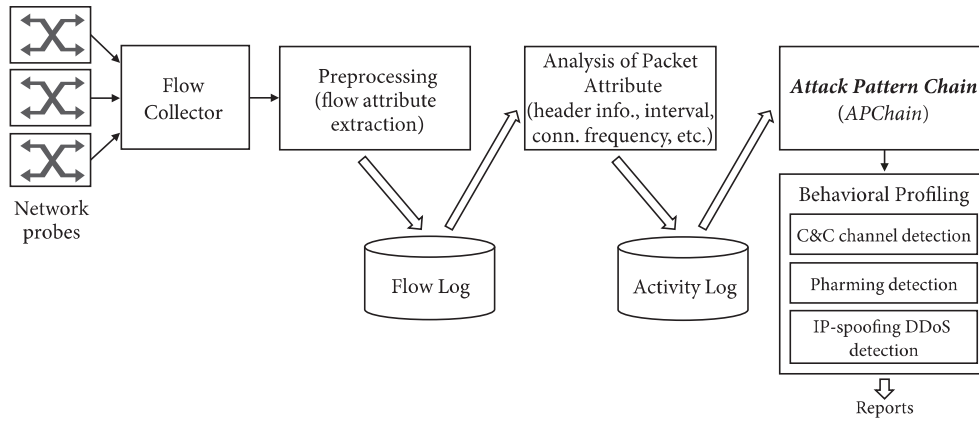 Network
probes
Flow
Collector
Preprocessing
(flow attribute
extraction)
Flow Log
Analysis of Packet
Attribute
(header info., interval,
conn. frequency, etc.)
Activity Log
Attack Pattern Chain
(APChain)
Behavioral Profiling
C&C channel detection
Pharming detection
IP-spoofing DDoS
detection
Reports